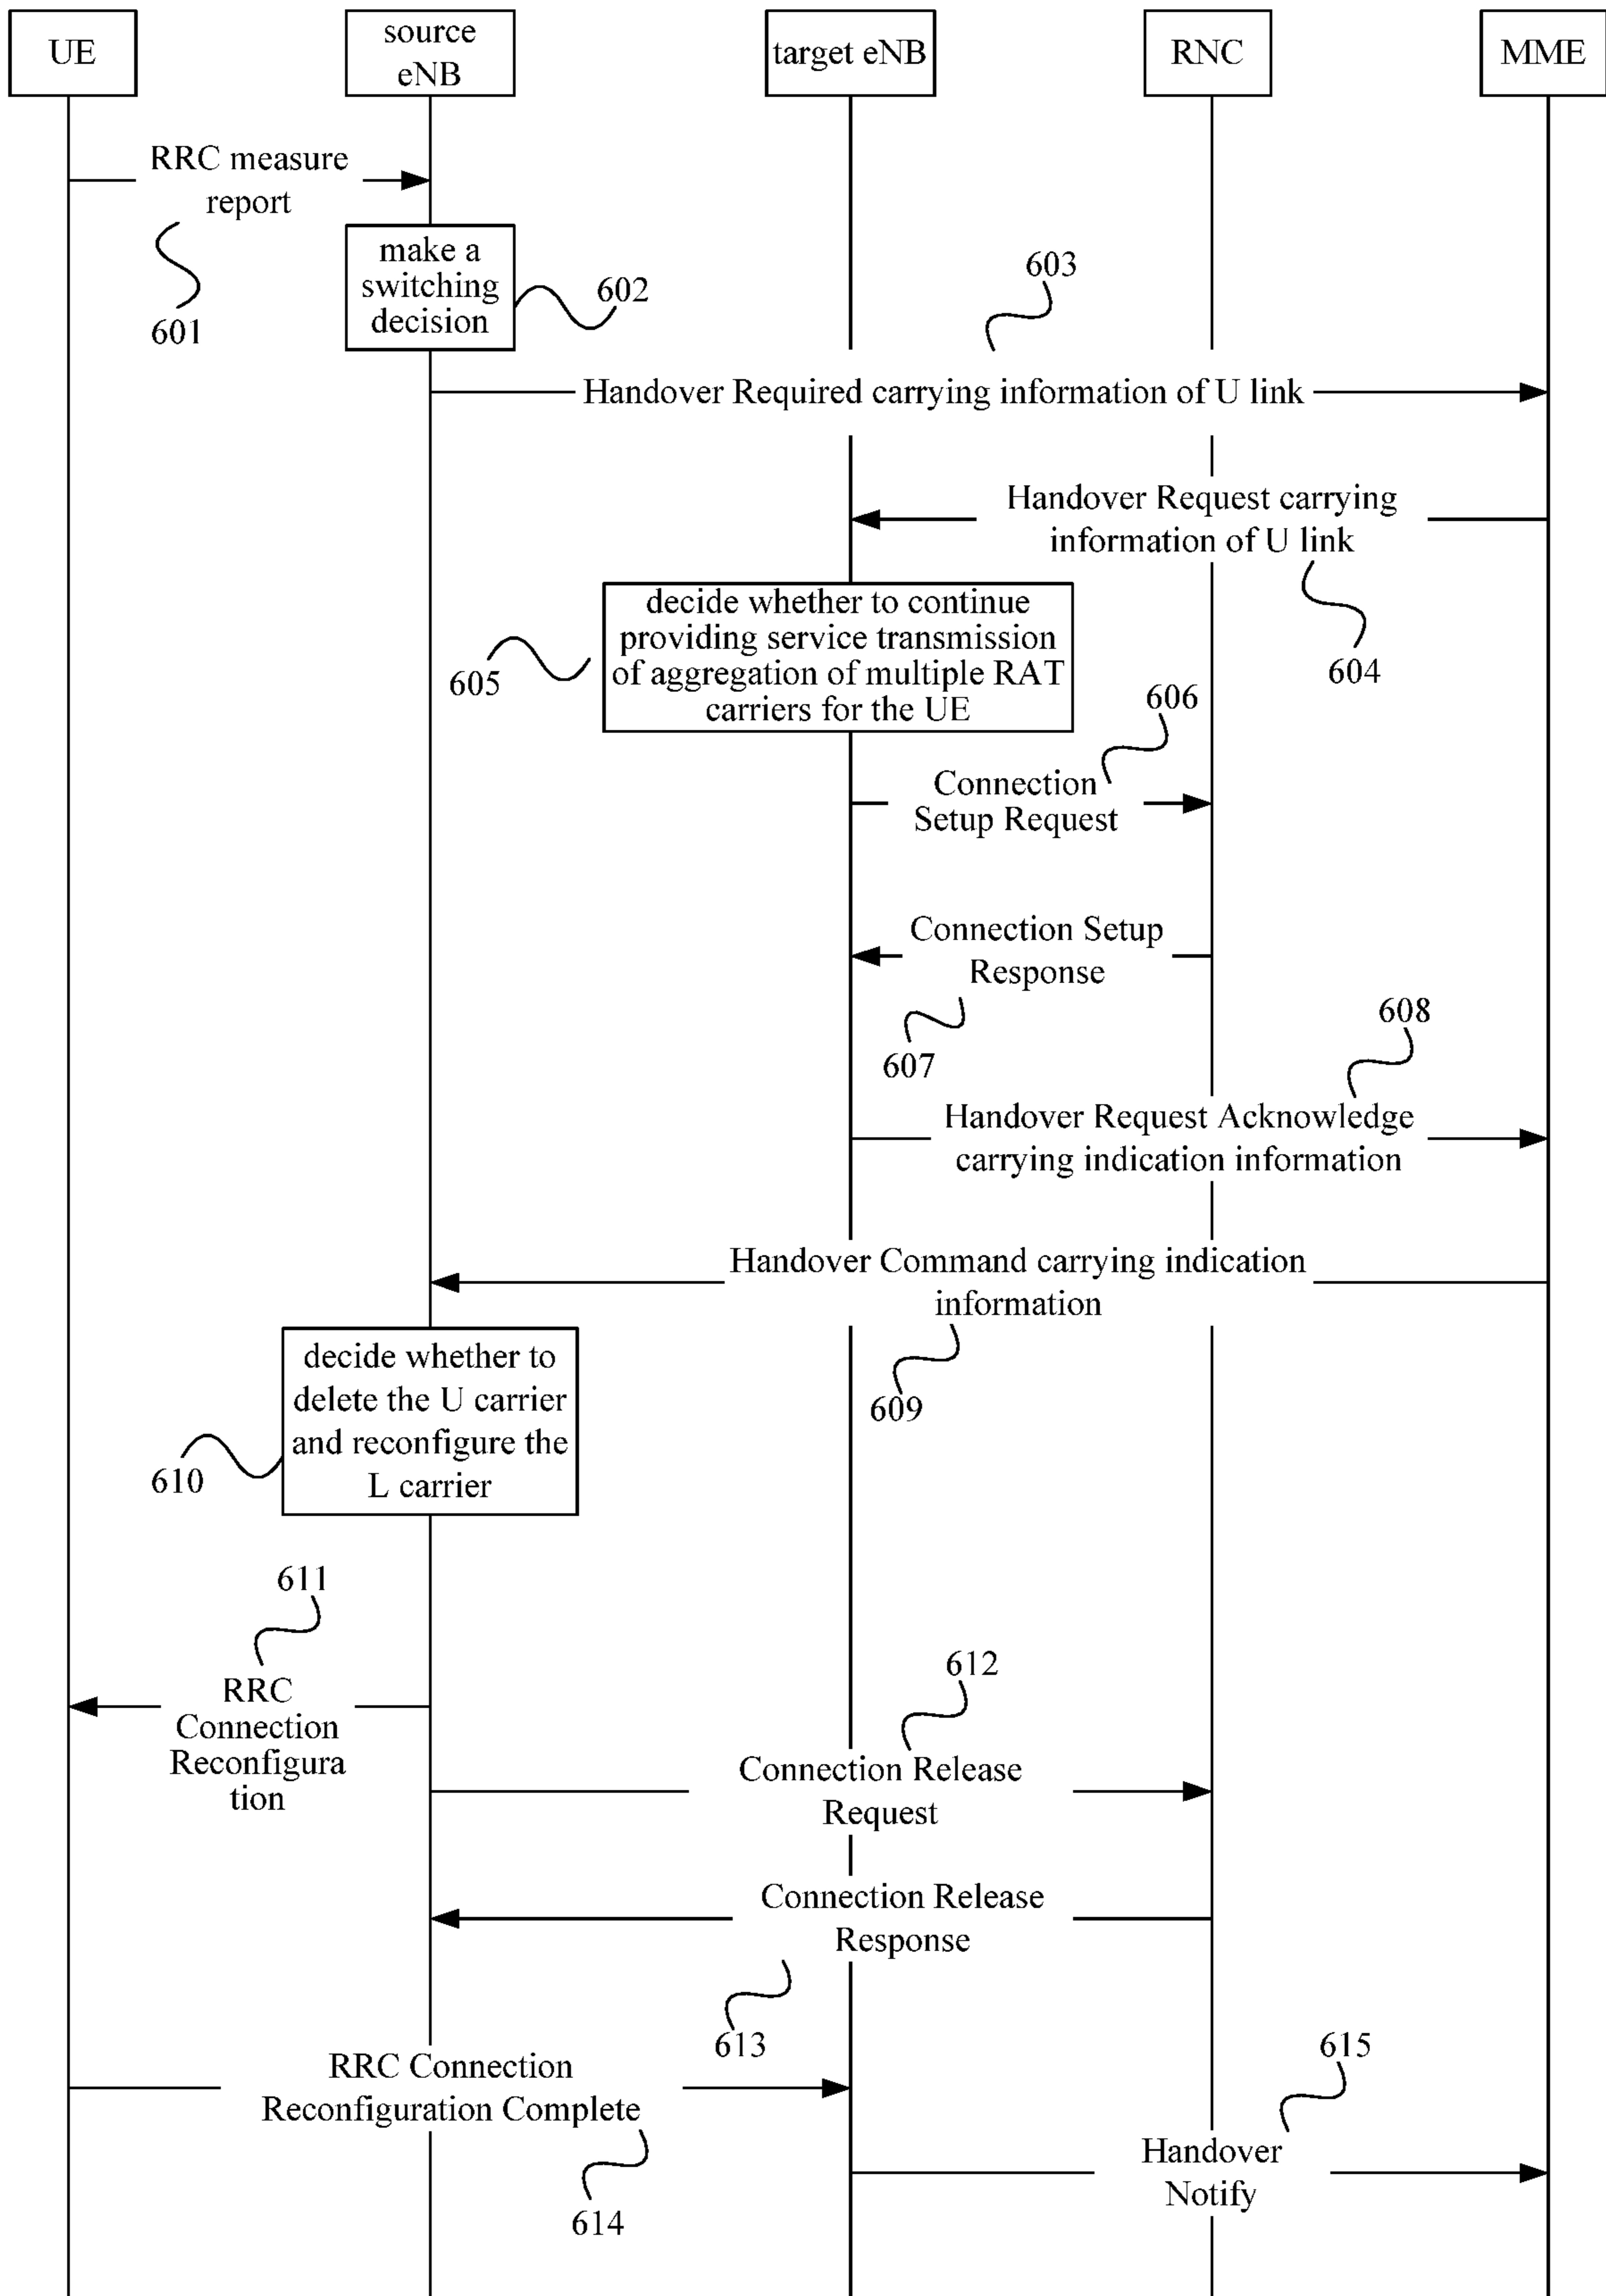 UE
source
eNB
target eNB
RNC
MME
RRC measure
report
601
make a
switching
decision
602
603
Handover Required carrying information of U link
Handover Request carrying
information of U link
604
decide whether to continue
providing service transmission
of aggregation of multiple RAT
carriers for the UE
605
606
Connection
Setup Request
Connection Setup
Response
607
608
Handover Request Acknowledge
carrying indication information
Handover Command carrying indication
information
609
decide whether to
delete the U carrier
and reconfigure the
L carrier
610
611
RRC
Connection
Reconfigura
tion
612
Connection Release
Request
Connection Release
Response
613
RRC Connection
Reconfiguration Complete
614
615
Handover
Notify